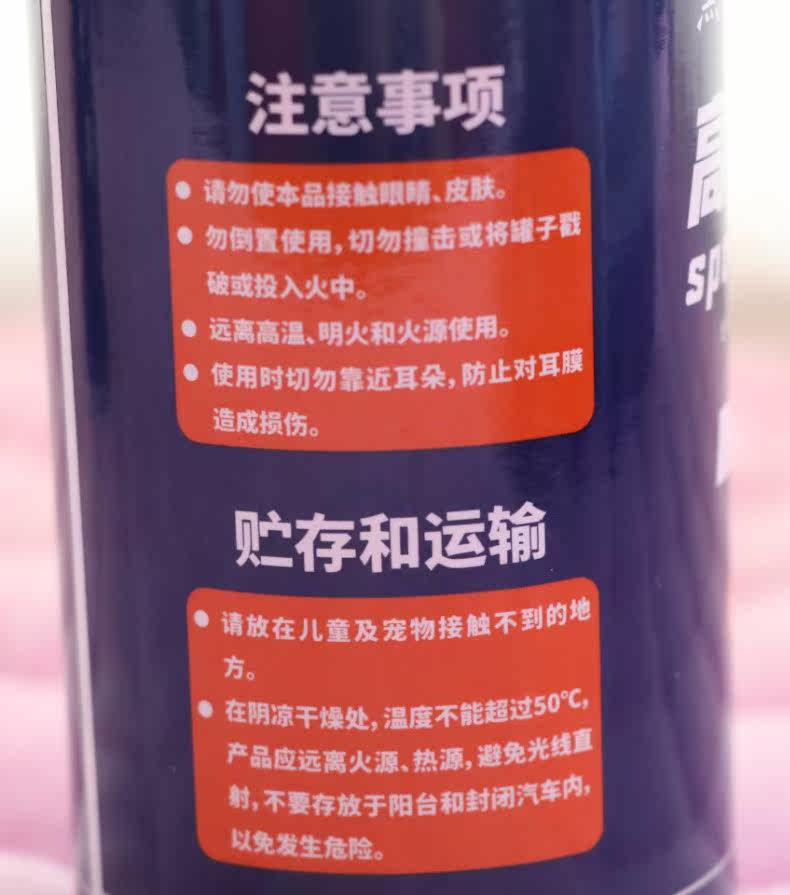 注意事项
● 请勿使本品接触眼睛、皮肤。
● 勿倒置使用,切勿撞击或将罐子戳
破或投入火中。
● 远离高温、明火和火源使用。
● 使用时切勿靠近耳朵,防止对耳膜
造成损伤。
贮存和运输
● 请放在儿童及宠物接触不到的地
方。
● 在阴凉干燥处,温度不能超过50℃,
产品应远离火源、热源,避免光线直
射,不要存放于阳台和封闭汽车内,
以免发生危险。
高
sp